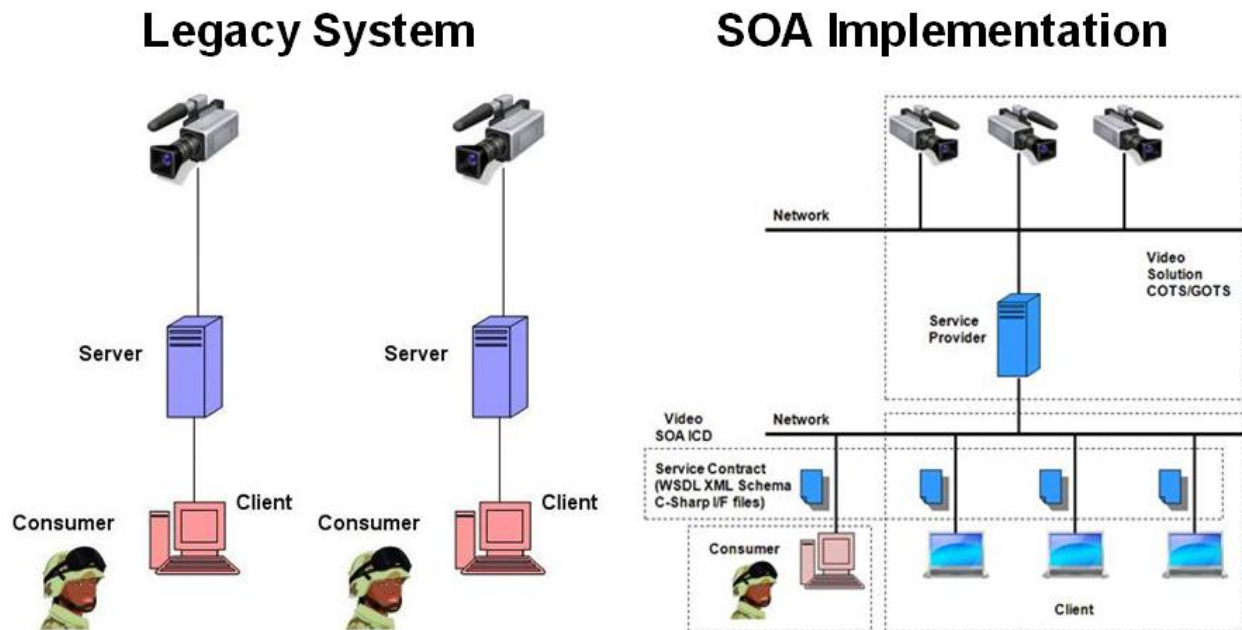 Legacy System
SOA Implementation
Server
Server
Client
Client
Consumer
Consumer
Network
Video
Solution
COTS/GOTS
Service
Provider
Video
SOA ICD
Network
Service Contract
(WSDL XML Schema
C-Sharp I/F files)
Consumer
Client